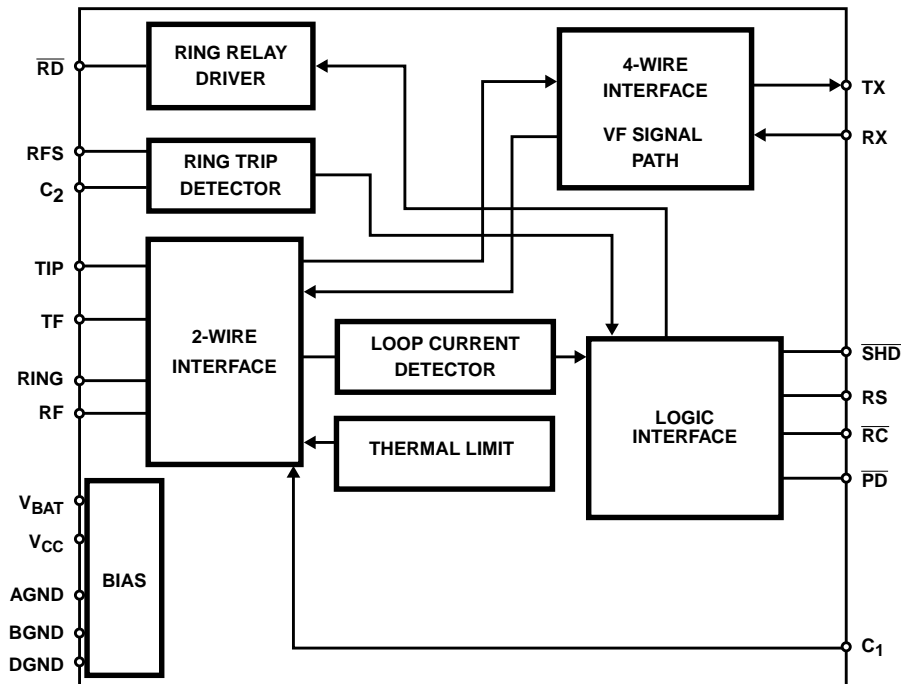 RD
RFS
C2
TIP
TF
RING
RF
VBAT
VCC
AGND
BGND
DGND
RING RELAY
DRIVER
RING TRIP
DETECTOR
2-WIRE
INTERFACE
BIAS
4-WIRE
INTERFACE
VF SIGNAL
PATH
LOOP CURRENT
DETECTOR
THERMAL LIMIT
LOGIC
INTERFACE
TX
RX
SHD
RS
RC
PD
C1